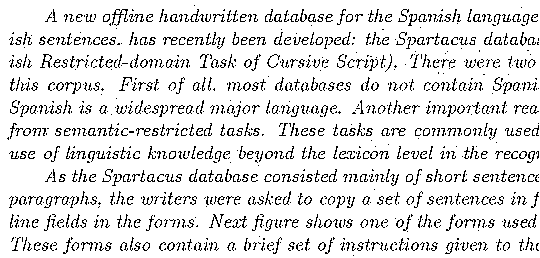 A new offline handwritten database for the Spanish language
ish sentences, has recently been developed: the Spartacus databas
ish Restricted-domain Task of Cursive Script). There were two
this corpus. First of all, most databases do not contain Spani
Spanish is a widespread major language. Another important rea
from semantic-restricted tasks. These tasks are commonly used
use of linguistic knowledge beyond the lexicon level in the recog
As the Spartacus database consisted mainly of short sentence
paragraphs, the writers were asked to copy a set of sentences in f
line fields in the forms. Next figure shows one of the forms used
These forms also contain a brief set of instructions given to the